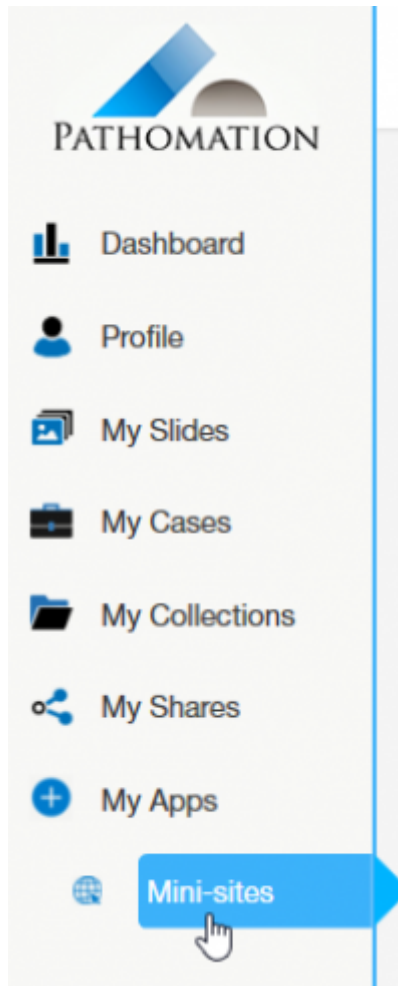 PATHOMATION
Dashboard
Profile
My Slides
My Cases
My Collections
My Shares
My Apps
Mini-sites